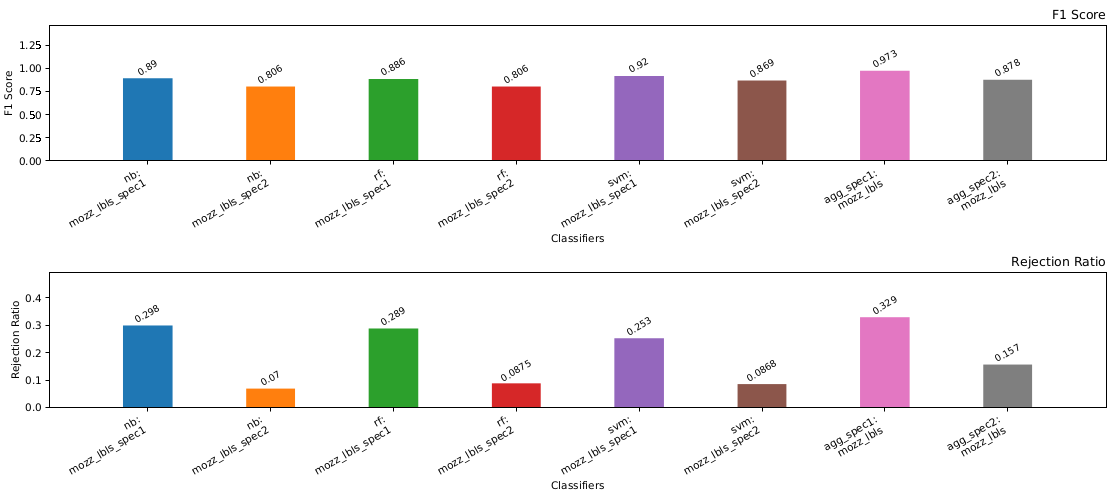 F1 Score
F1 Score
1.25
1.00
0.75
0.50
0.25
0.00
0.89
0.806
0.886
0.806
0.92
0.869
0.973
0.878
nb:
mozz_lbls_spec1
nb:
mozz_lbls_spec2
rf:
mozz_lbls_spec1
rf:
mozz_lbls_spec2
svm:
mozz_lbls_spec1
svm:
mozz_lbls_spec2
agg_spec1:
mozz_lbls
agg_spec2:
mozz_lbls
Classifiers
Rejection Ratio
Rejection Ratio
0.4
0.3
0.2
0.1
0.0
0.298
0.07
0.289
0.0875
0.253
0.0868
0.329
0.157
nb:
mozz_lbls_spec1
nb:
mozz_lbls_spec2
rf:
mozz_lbls_spec1
rf:
mozz_lbls_spec2
svm:
mozz_lbls_spec1
svm:
mozz_lbls_spec2
agg_spec1:
mozz_lbls
agg_spec2:
mozz_lbls
Classifiers